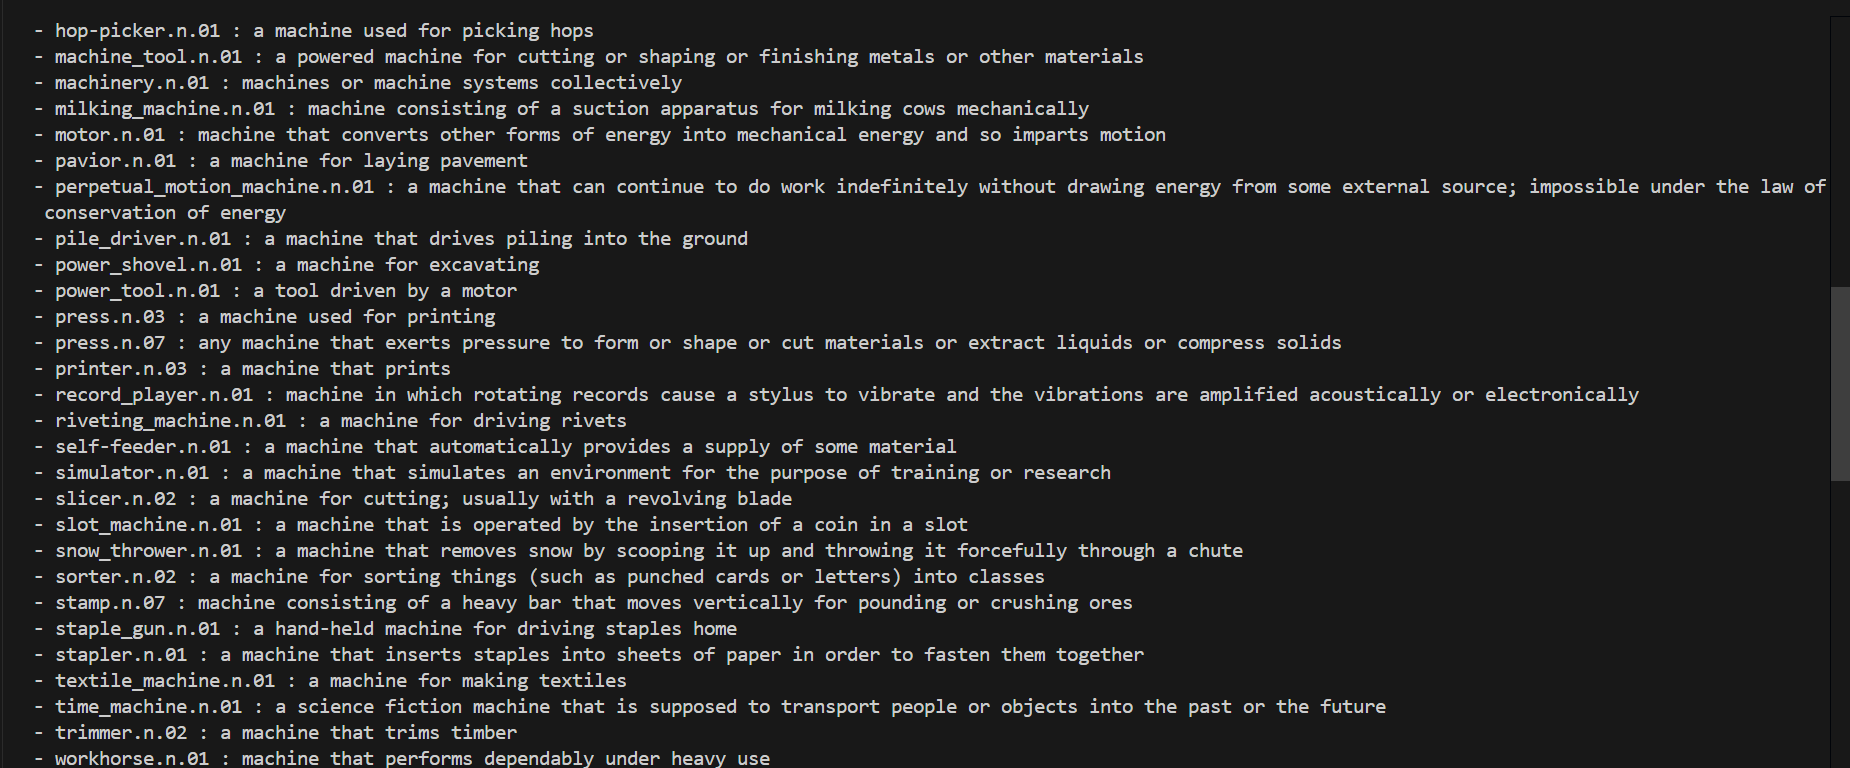 - hop-picker.n.01 : a machine used for picking hops
- machine_tool.n.01 : a powered machine for cutting or shaping or finishing metals or other materials
- machinery.n.01 : machines or machine systems collectively
- milking_machine.n.01 : machine consisting of a suction apparatus for milking cows mechanically
- motor.n.01 : machine that converts other forms of energy into mechanical energy and so imparts motion
- pavior.n.01 : a machine for laying pavement
- perpetual_motion_machine.n.01 : a machine that can continue to do work indefinitely without drawing energy from some external source; impossible under the law of
conservation of energy
- pile_driver.n.01 : a machine that drives piling into the ground
- power_shovel.n.01 : a machine for excavating
- power_tool.n.01 : a tool driven by a motor
- press.n.03 : a machine used for printing
- press.n.07 : any machine that exerts pressure to form or shape or cut materials or extract liquids or compress solids
- printer.n.03 : a machine that prints
- record_player.n.01 : machine in which rotating records cause a stylus to vibrate and the vibrations are amplified acoustically or electronically
- riveting_machine.n.01 : a machine for driving rivets
- self-feeder.n.01 : a machine that automatically provides a supply of some material
- simulator.n.01 : a machine that simulates an environment for the purpose of training or research
- slicer.n.02 : a machine for cutting; usually with a revolving blade
- slot_machine.n.01 : a machine that is operated by the insertion of a coin in a slot
- snow_thrower.n.01 : a machine that removes snow by scooping it up and throwing it forcefully through a chute
- sorter.n.02 : a machine for sorting things (such as punched cards or letters) into classes
- stamp.n.07 : machine consisting of a heavy bar that moves vertically for pounding or crushing ores
- staple_gun.n.01 : a hand-held machine for driving staples home
- stapler.n.01 : a machine that inserts staples into sheets of paper in order to fasten them together
- textile_machine.n.01 : a machine for making textiles
- time_machine.n.01 : a science fiction machine that is supposed to transport people or objects into the past or the future
- trimmer.n.02 : a machine that trims timber
- workhorse.n.01 : machine that performs dependably under heavy use